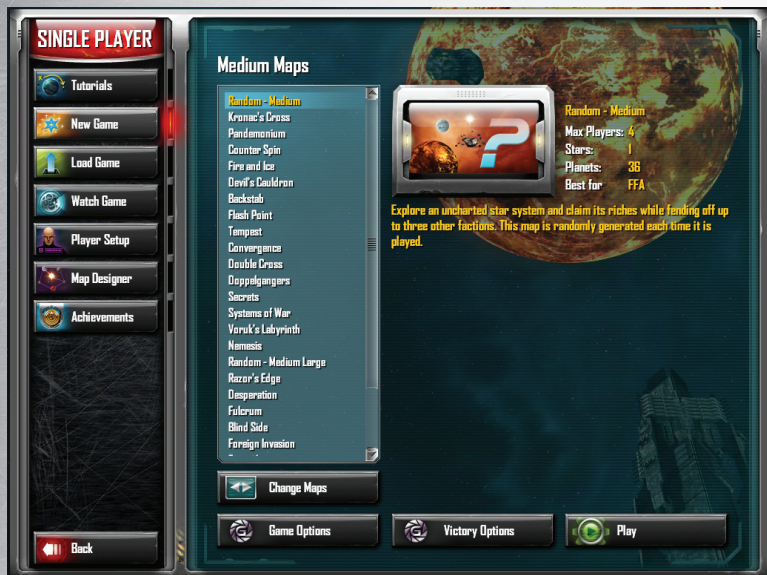 SINGLE PLAYER
Tutorials
New Game
Load Game
Watch Game
Player Setup
Map Designer
Achievements
Back
Medium Maps
Random - Medium
Kronac's Cross
Pandemonium
Counter Spin
Fire and Ice
Devil's Cauldron
Backstab
Flash Point
Tempest
Convergence
Double Cross
Doppelgangers
Secrets
Systems of War
Voruk's Labyrinth
Nemesis
Random - Medium Large
Razor's Edge
Desperation
Fulcrum
Blind Side
Foreign Invasion
Change Maps
Game Options
Victory Options
Play
?
Random - Medium
Max Players: 4
Stars: 1
Planets: 36
Best for FFA
Explore an uncharted star system and claim its riches while fending off up
to three other factions. This map is randomly generated each time it is
played.